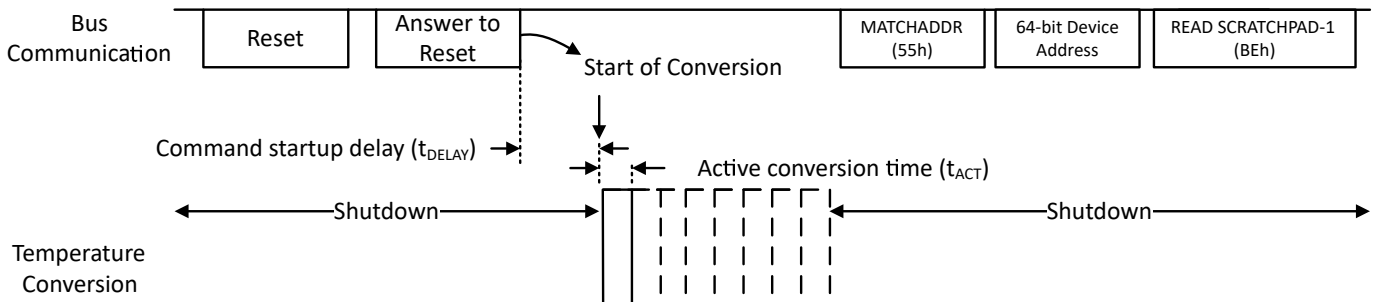 Bus
Communication
Reset
Answer to
Reset
MATCHADDR
(55h)
64-bit Device
Address
READ SCRATCHPAD-1
(BEh)
Start of Conversion
Command startup delay (tDELAY)
Active conversion time (tACT)
Shutdown
Shutdown
Temperature
Conversion